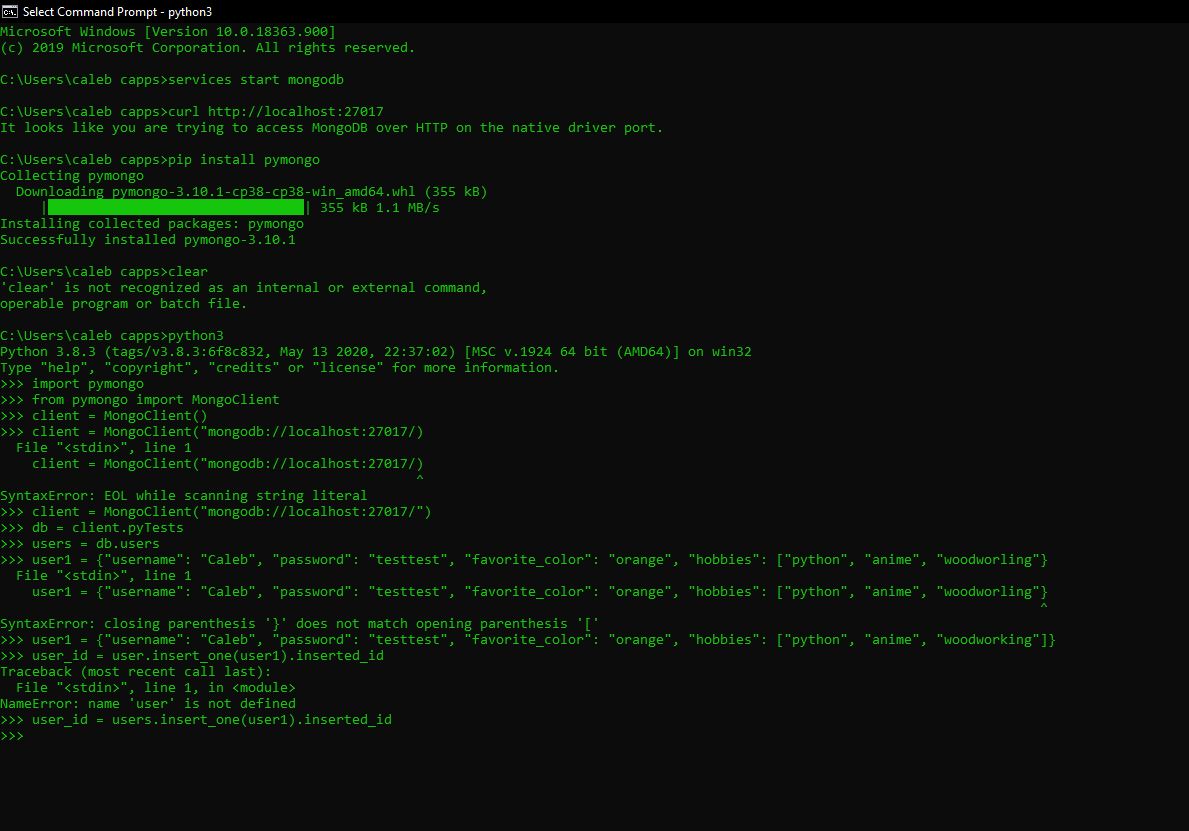 Select Command Prompt - python3
Microsoft Windows [Version 10.0.18363.900]
(c) 2019 Microsoft Corporation. All rights reserved.
C:\Users\caleb capps>services start mongodb
C:\Users\caleb capps>curl http://localhost:27017
It looks like you are trying to access MongoDB over HTTP on the native driver port.
C:\Users\caleb capps>pip install pymongo
Collecting pymongo
  Downloading pymongo-3.10.1-cp38-cp38-win_amd64.whl (355 kB)
     |████████████████████████████████| 355 kB 1.1 MB/s
Installing collected packages: pymongo
Successfully installed pymongo-3.10.1
C:\Users\caleb capps>clear
'clear' is not recognized as an internal or external command,
operable program or batch file.
C:\Users\caleb capps>python3
Python 3.8.3 (tags/v3.8.3:6f8c832, May 13 2020, 22:37:02) [MSC v.1924 64 bit (AMD64)] on win32
Type "help", "copyright", "credits" or "license" for more information.
>>> import pymongo
>>> from pymongo import MongoClient
>>> client = MongoClient()
>>> client = MongoClient("mongodb://localhost:27017/)
  File "<stdin>", line 1
    client = MongoClient("mongodb://localhost:27017/)
                                                    ^
SyntaxError: EOL while scanning string literal
>>> client = MongoClient("mongodb://localhost:27017/")
>>> db = client.pyTests
>>> users = db.users
>>> user1 = {"username": "Caleb", "password": "testtest", "favorite_color": "orange", "hobbies": ["python", "anime", "woodworling"}
  File "<stdin>", line 1
    user1 = {"username": "Caleb", "password": "testtest", "favorite_color": "orange", "hobbies": ["python", "anime", "woodworling"}
                                                                                                                                  ^
SyntaxError: closing parenthesis '}' does not match opening parenthesis '['
>>> user1 = {"username": "Caleb", "password": "testtest", "favorite_color": "orange", "hobbies": ["python", "anime", "woodworking"]}
>>> user_id = user.insert_one(user1).inserted_id
Traceback (most recent call last):
  File "<stdin>", line 1, in <module>
NameError: name 'user' is not defined
>>> user_id = users.insert_one(user1).inserted_id
>>>